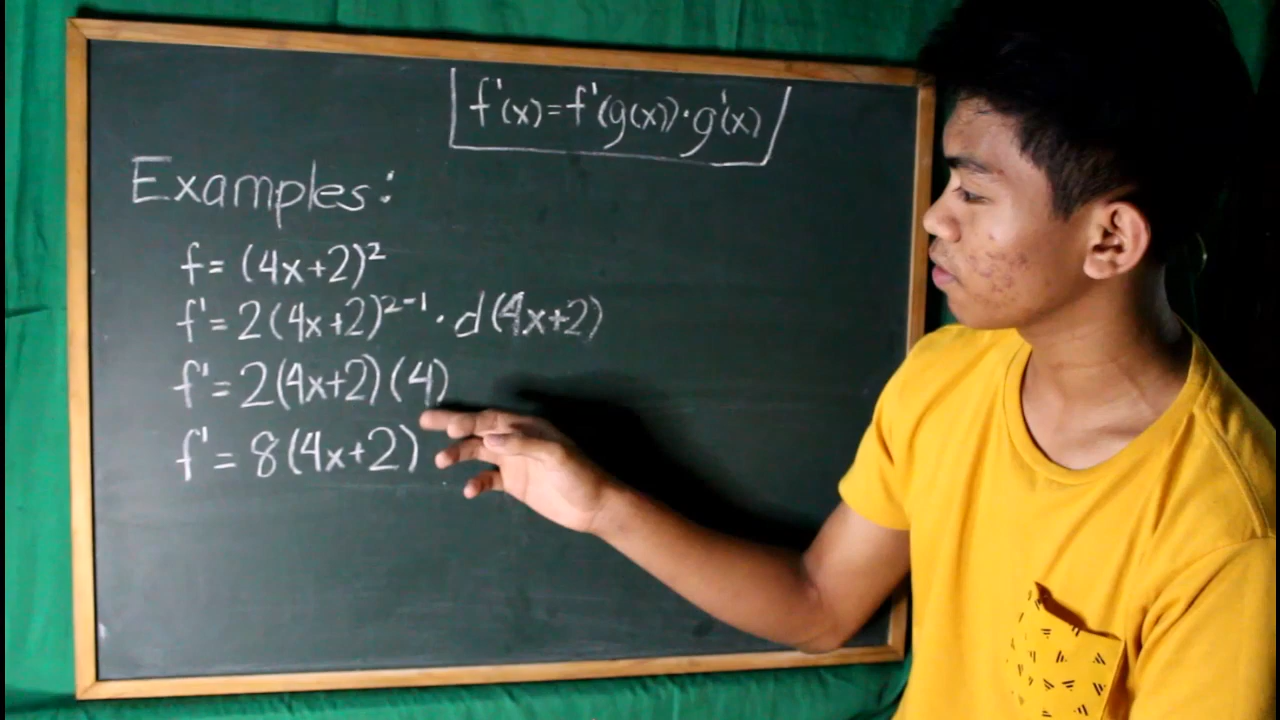 f'(x)=f'(g(x))·g'(x)
Examples:
f=(4x+2)²
f'=2(4x+2)²⁻¹·d(4x+2)
f'=2(4x+2)(4)
f'=8(4x+2)